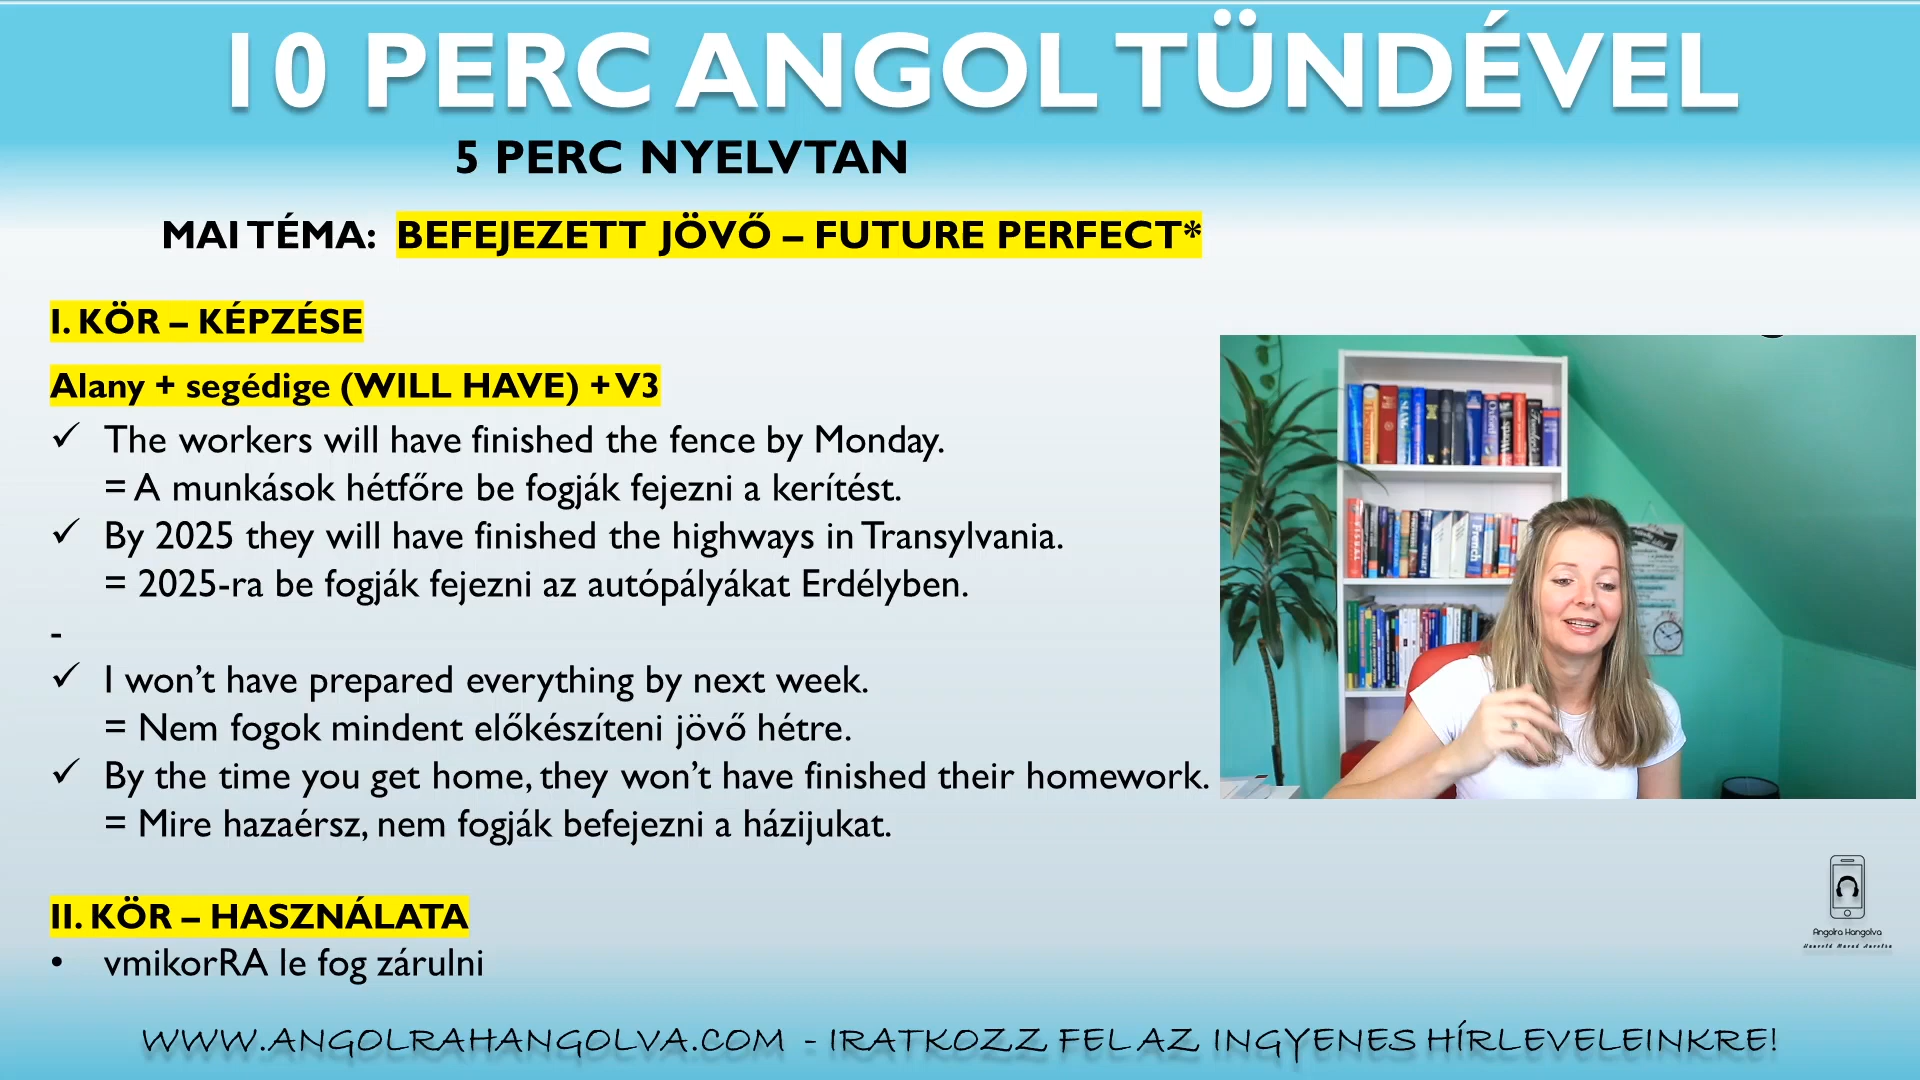 10 PERC ANGOL TÜNDÉVEL
5 PERC NYELVTAN
MAI TÉMA: BEFEJEZETT JÖVŐ – FUTURE PERFECT*
I. KÖR – KÉPZÉSE
Alany + segédige (WILL HAVE) + V3
✓ The workers will have finished the fence by Monday.
= A munkások hétfőre be fogják fejezni a kerítést.
✓ By 2025 they will have finished the highways in Transylvania.
= 2025-ra be fogják fejezni az autópályákat Erdélyben.
-
✓ I won't have prepared everything by next week.
= Nem fogok mindent előkészíteni jövő hétre.
✓ By the time you get home, they won't have finished their homework.
= Mire hazaérsz, nem fogják befejezni a házijukat.
II. KÖR – HASZNÁLATA
• vmikorRA le fog zárulni
Angolra Hangolva
WWW.ANGOLRAHANGOLVA.COM - IRATKOZZ FEL AZ INGYENES HÍRLEVELEINKRE!